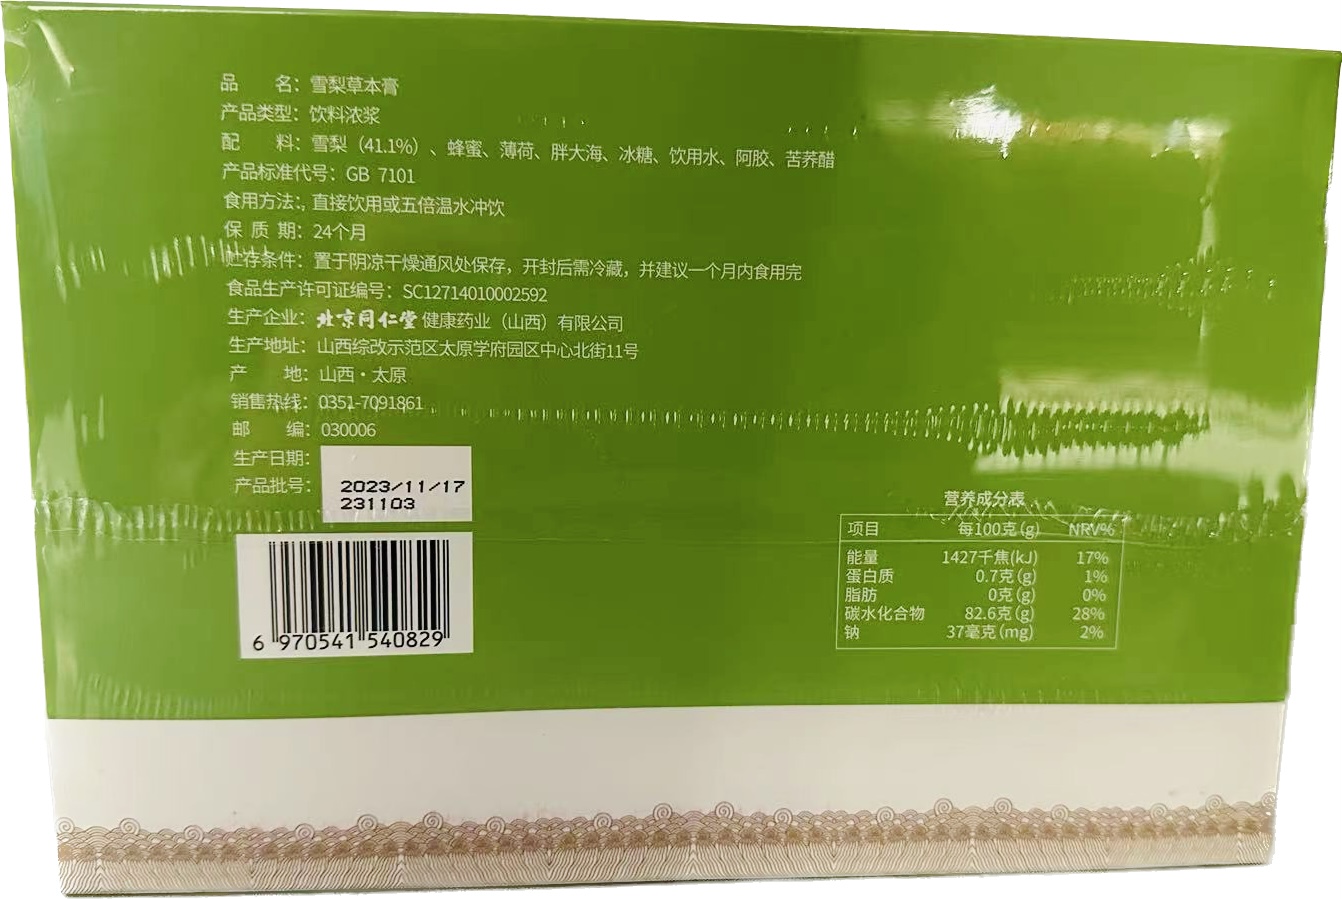 品 名：雪梨草本膏
产品类型：饮料浓浆
配 料：雪梨（41.1%）、蜂蜜、薄荷、胖大海、冰糖、饮用水、阿胶、苦荞醋
产品标准代号：GB 7101
食用方法：，直接饮用或五倍温水冲饮
保 质 期：24个月
贮存条件：置于阴凉干燥通风处保存，开封后需冷藏，并建议一个月内食用完
食品生产许可证编号：SC12714010002592
生产企业：北京同仁堂健康药业（山西）有限公司
生产地址：山西综改示范区太原学府园区中心北街11号
产 地：山西·太原
销售热线：0351-7091861
邮 编：030006
生产日期：
产品批号：
2023/11/17
231103
6 970541 540829
营养成分表
项目 每100克(g) NRV%
能量 1427千焦(kJ) 17%
蛋白质 0.7克(g) 1%
脂肪 0克(g) 0%
碳水化合物 82.6克(g) 28%
钠 37毫克(mg) 2%